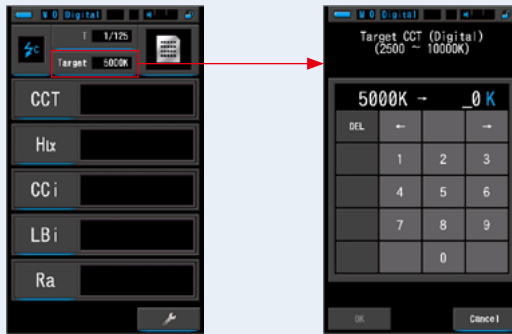 M 0 Digital
C
T 1/125
Target 5000K
CCT
Hlx
CCi
LBi
Ra
M 0 Digital
Target CCT (Digital)
(2500 ~ 10000K)
5000K → _0 K
DEL ← →
1 2 3
4 5 6
7 8 9
0
OK Cancel